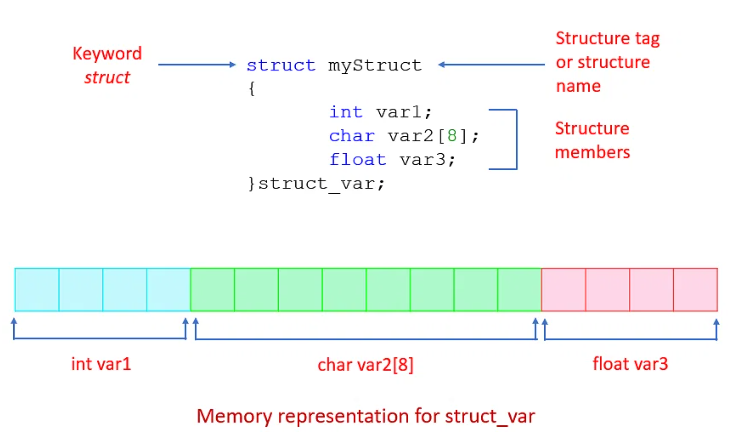 Keyword
struct
struct myStruct
Structure tag
or structure
name
{
int var1;
char var2[8];
float var3;
Structure
members
}struct_var;
int var1
char var2[8]
float var3
Memory representation for struct_var